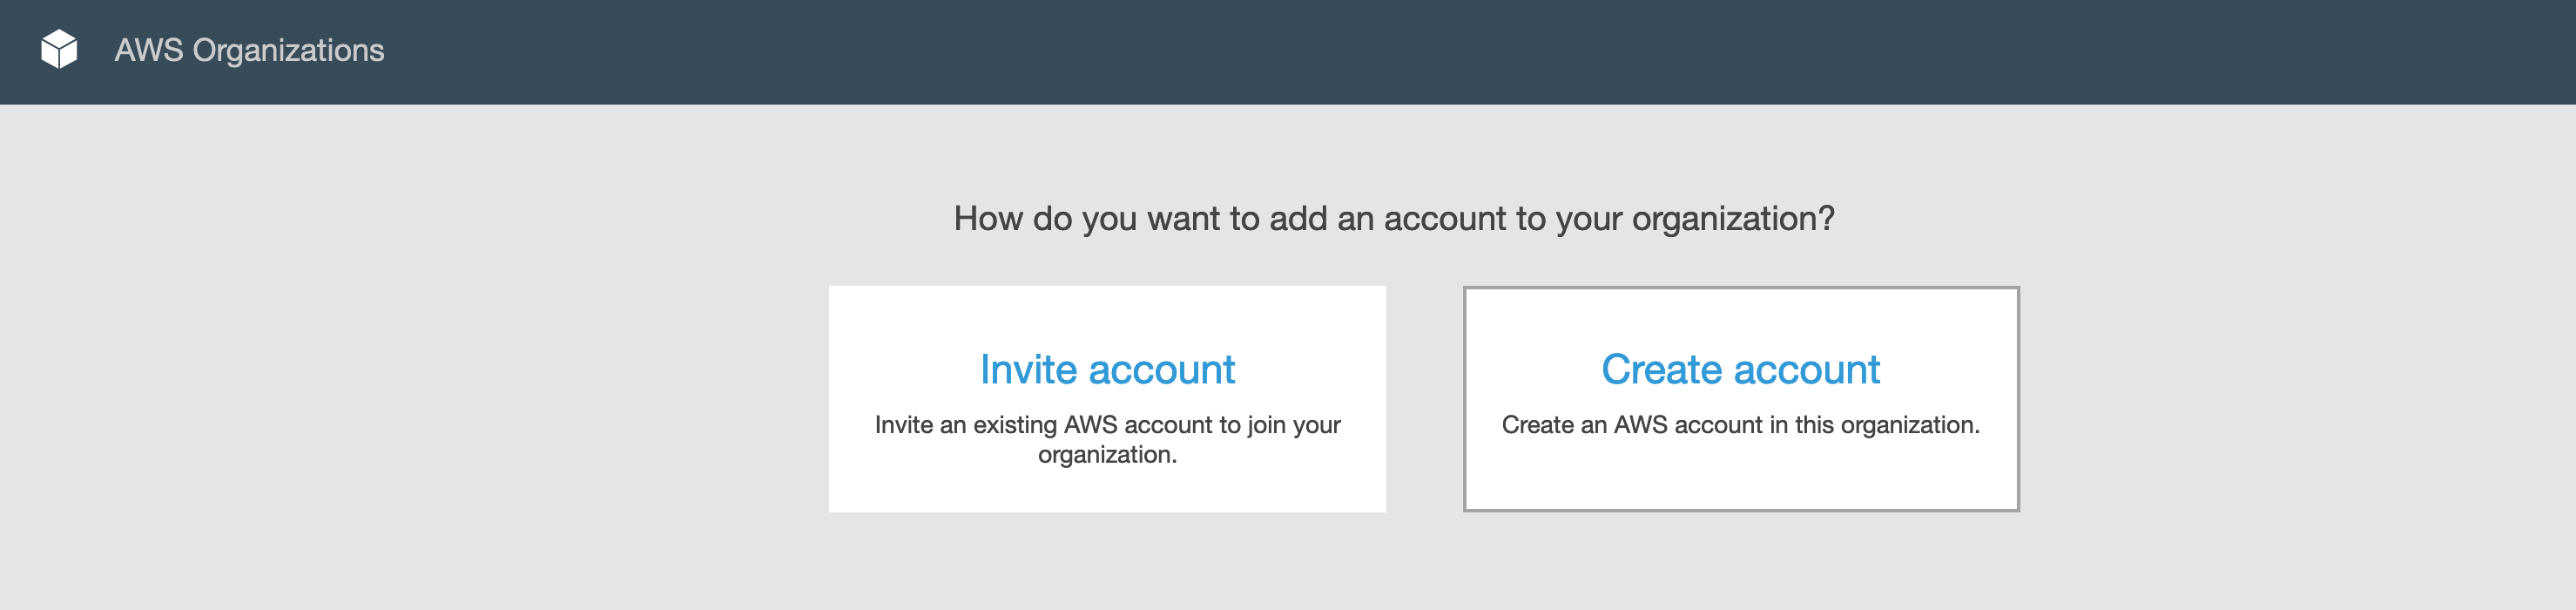 AWS Organizations
How do you want to add an account to your organization?
Invite account
Invite an existing AWS account to join your
organization.
Create account
Create an AWS account in this organization.